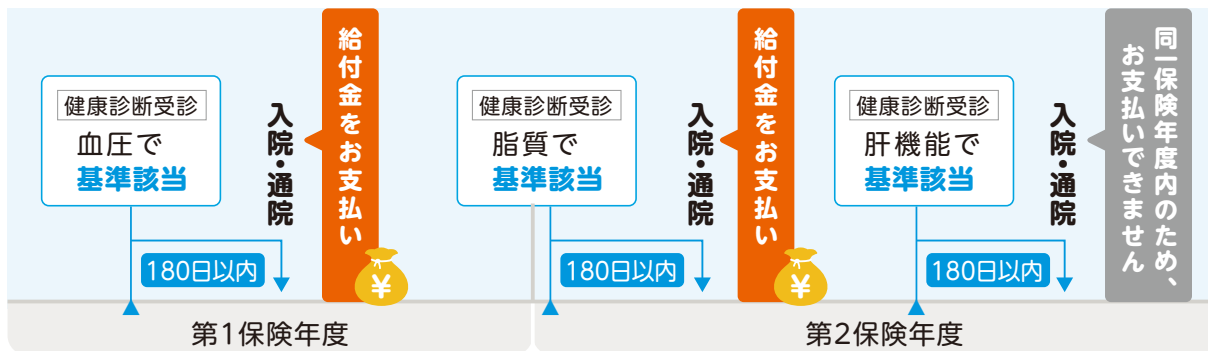 健康診断受診
血圧で
基準該当
180日以内
入院・通院
給付金をお支払い
¥
健康診断受診
脂質で
基準該当
180日以内
入院・通院
給付金をお支払い
¥
健康診断受診
肝機能で
基準該当
180日以内
入院・通院
同一保険年度内のため、
お支払いできません
第1保険年度
第2保険年度